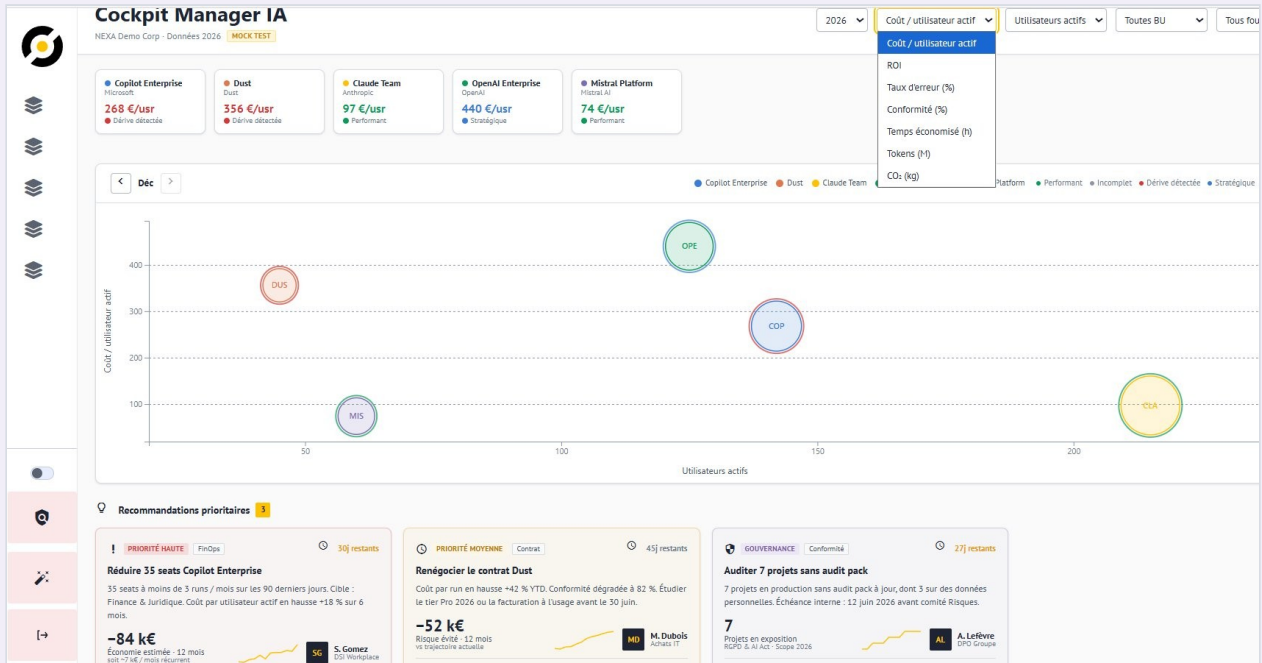 Cockpit Manager IA
NEXA Demo Corp · Données 2026 MOCK TEST
2026 Coût / utilisateur actif Utilisateurs actifs Toutes BU Tous fou
Coût / utilisateur actif
ROI
Taux d'erreur (%)
Conformité (%)
Temps économisé (h)
Tokens (M)
CO₂ (kg)
Copilot Enterprise
Microsoft
268 €/usr
Dérive détectée
Dust
Dust
356 €/usr
Dérive détectée
Claude Team
Anthropic
97 €/usr
Performant
OpenAI Enterprise
OpenAI
440 €/usr
Stratégique
Mistral Platform
Mistral AI
74 €/usr
Performant
Déc
Copilot Enterprise Dust Claude Team Platform Performant Incomplet Dérive détectée Stratégique
Coût / utilisateur actif
400
300
200
100
OPE
DUS
COP
MIS
CLA
50 100 150 200
Utilisateurs actifs
Recommandations prioritaires 3
PRIORITÉ HAUTE FinOps 30j restants
Réduire 35 seats Copilot Enterprise
35 seats à moins de 3 runs / mois sur les 90 derniers jours. Cible :
Finance & Juridique. Coût par utilisateur actif en hausse +18 % sur 6
mois.
−84 k€
Économie estimée · 12 mois
soit ~7 k€ / mois récurrent
SG S. Gomez
DSI Workplace
PRIORITÉ MOYENNE Contrat 45j restants
Renégocier le contrat Dust
Coût par run en hausse +42 % YTD. Conformité dégradée à 82 %. Étudier
le tier Pro 2026 ou la facturation à l'usage avant le 30 juin.
−52 k€
Risque évité · 12 mois
vs trajectoire actuelle
MD M. Dubois
Achats IT
GOUVERNANCE Conformité 27j restants
Auditer 7 projets sans audit pack
7 projets en production sans audit pack à jour, dont 3 sur des données
personnelles. Échéance interne : 12 juin 2026 avant comité Risques.
7
Projets en exposition
RGPD & AI Act · Scope 2026
AL A. Lefèvre
DPO Groupe